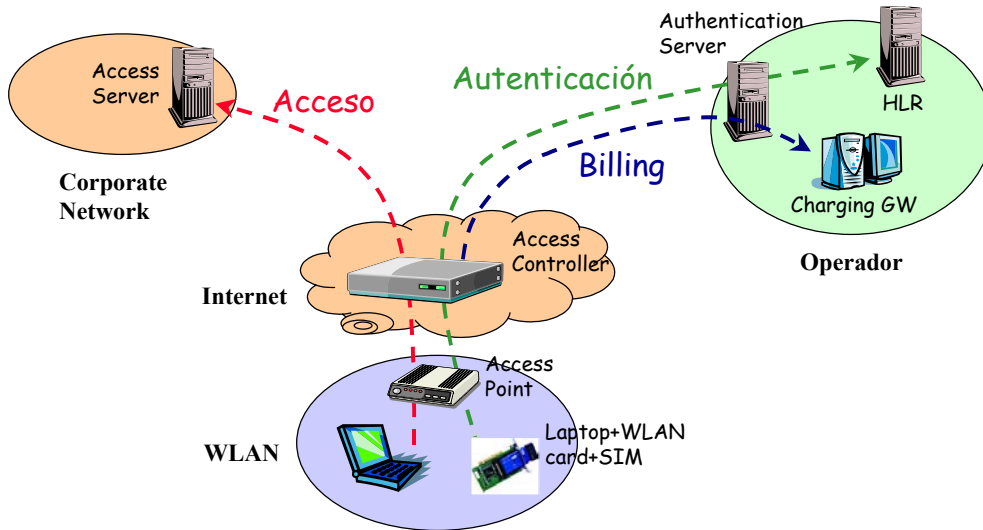 Authentication
Server
Access
Server
Acceso
Autenticación
HLR
Billing
Corporate
Network
Charging GW
Access
Controller
Operador
Internet
Access
Point
WLAN
Laptop+WLAN
card+SIM